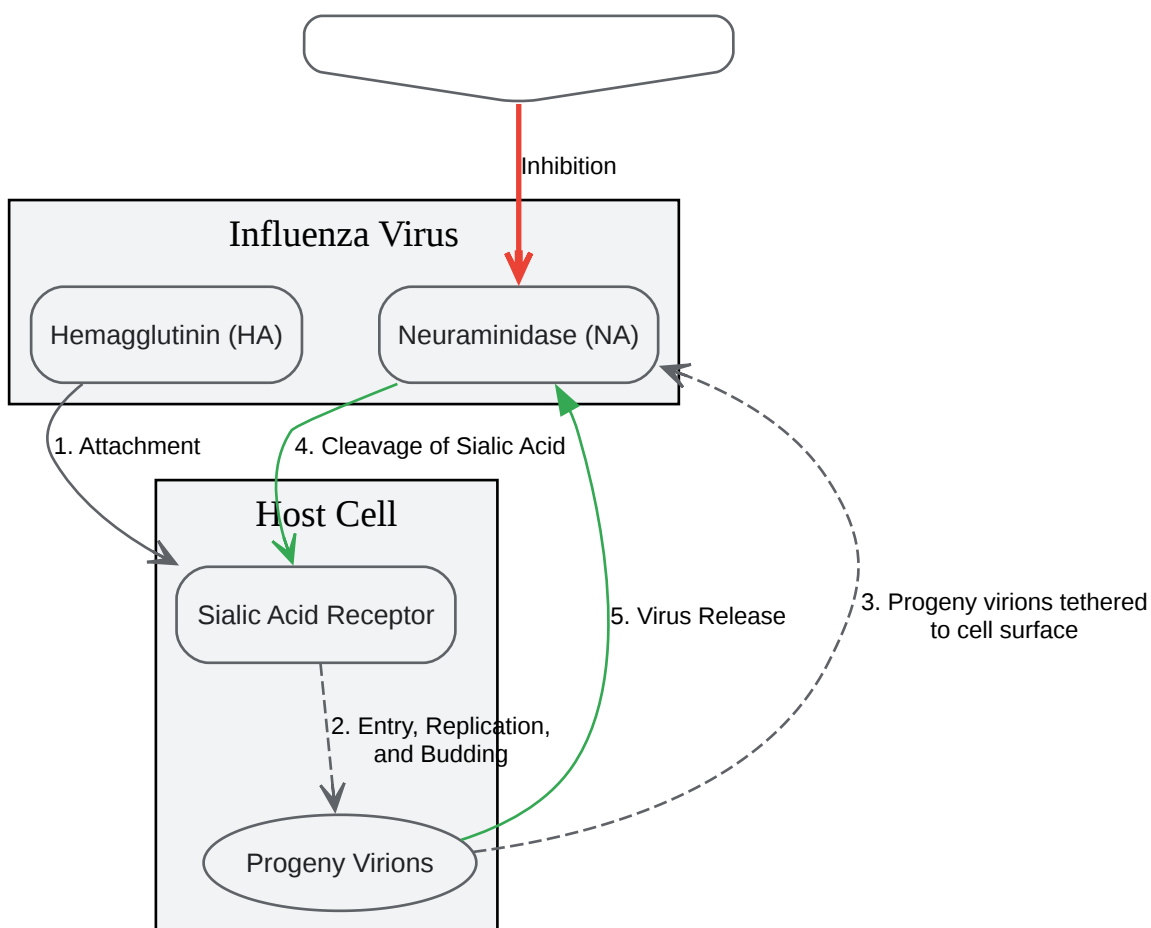 Inhibition
Influenza Virus
Hemagglutinin (HA)
Neuraminidase (NA)
1. Attachment
4. Cleavage of Sialic Acid
Host Cell
Sialic Acid Receptor
5. Virus Release
3. Progeny virions tethered
to cell surface
2. Entry, Replication,
and Budding
Progeny Virions